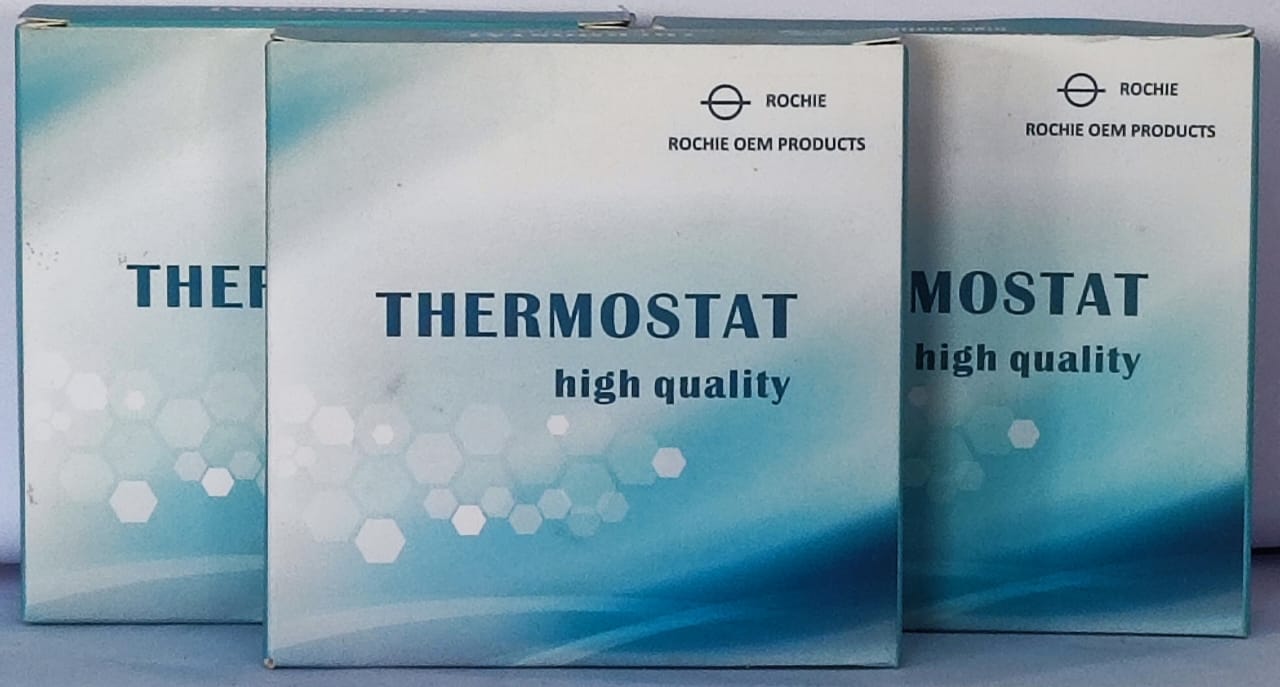 THER
THERMOSTAT
high quality
ROCHIE
ROCHIE OEM PRODUCTS
MOSTAT
high quality
ROCHIE
ROCHIE OEM PRODUCTS